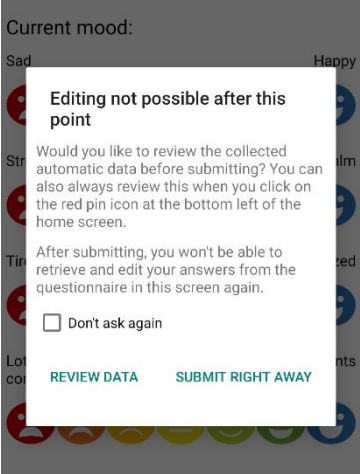 Current mood:
Sad Happy
Editing not possible after this
point
Would you like to review the collected
automatic data before submitting? You can
also always review this when you click on
the red pin icon at the bottom left of the
home screen.
After submitting, you won't be able to
retrieve and edit your answers from the
questionnaire in this screen again.
Don't ask again
REVIEW DATA SUBMIT RIGHT AWAY